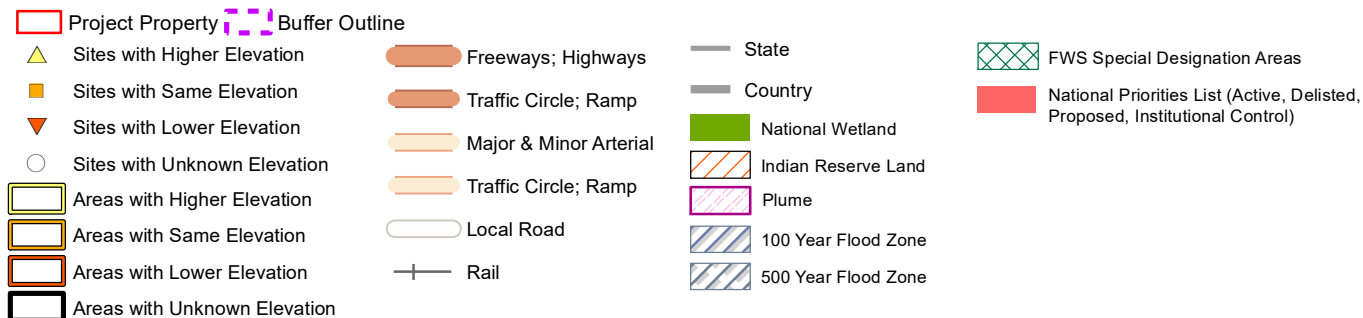 Project Property
Buffer Outline
Sites with Higher Elevation
Sites with Same Elevation
Sites with Lower Elevation
Sites with Unknown Elevation
Areas with Higher Elevation
Areas with Same Elevation
Areas with Lower Elevation
Areas with Unknown Elevation
Freeways; Highways
Traffic Circle; Ramp
Major & Minor Arterial
Traffic Circle; Ramp
Local Road
Rail
State
Country
National Wetland
Indian Reserve Land
Plume
100 Year Flood Zone
500 Year Flood Zone
FWS Special Designation Areas
National Priorities List (Active, Delisted,
Proposed, Institutional Control)